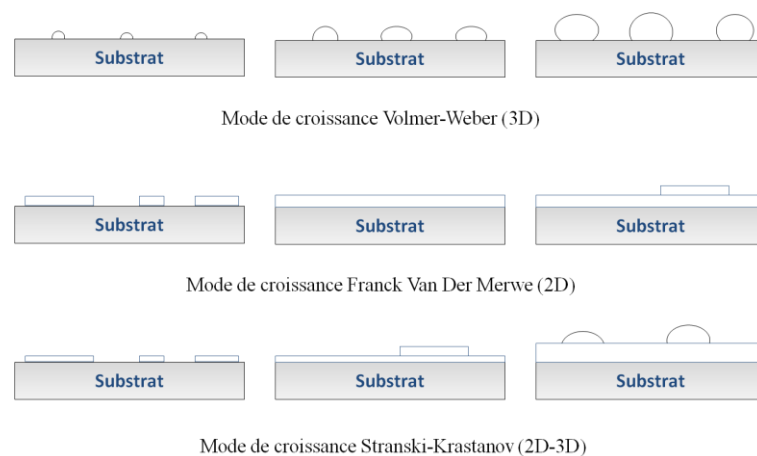 Substrat Substrat Substrat
Mode de croissance Volmer-Weber (3D)
Substrat Substrat Substrat
Mode de croissance Franck Van Der Merwe (2D)
Substrat Substrat Substrat
Mode de croissance Stranski-Krastanov (2D-3D)